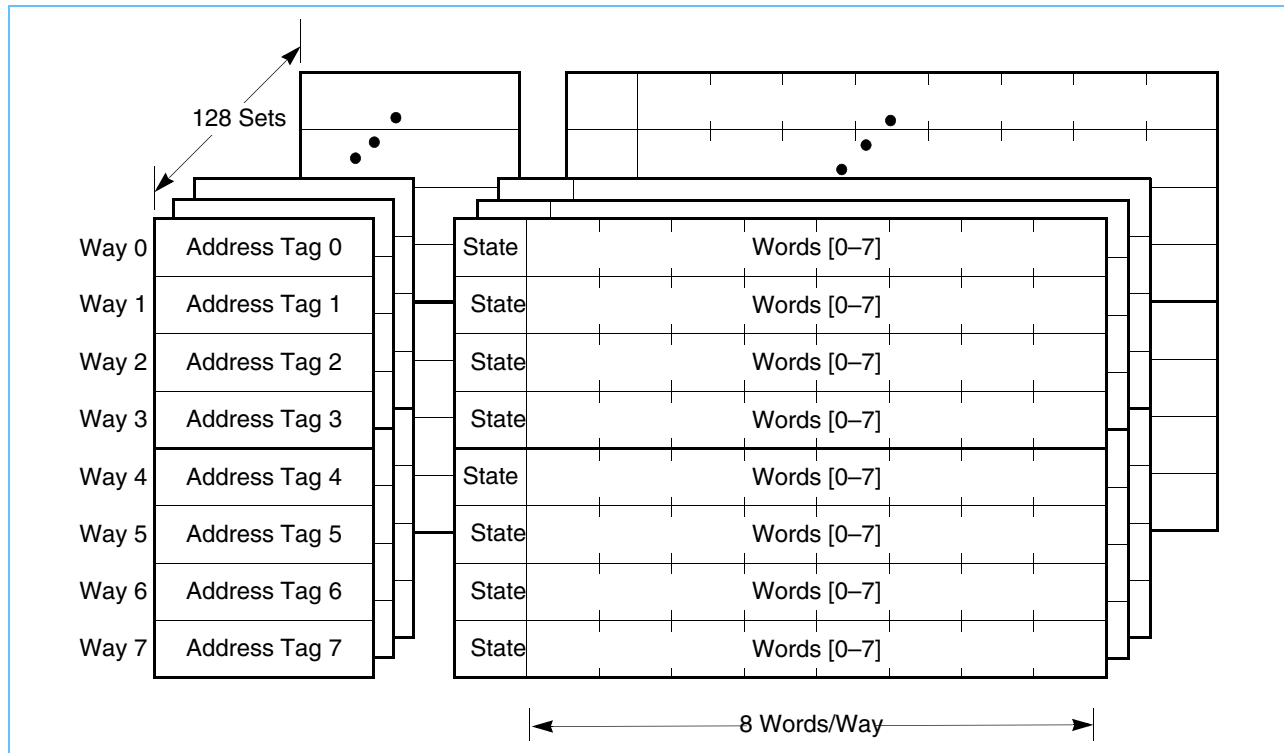 128 Sets
Way 0 Address Tag 0 State Words [0–7]
Way 1 Address Tag 1 State Words [0–7]
Way 2 Address Tag 2 State Words [0–7]
Way 3 Address Tag 3 State Words [0–7]
Way 4 Address Tag 4 State Words [0–7]
Way 5 Address Tag 5 State Words [0–7]
Way 6 Address Tag 6 State Words [0–7]
Way 7 Address Tag 7 State Words [0–7]
8 Words/Way